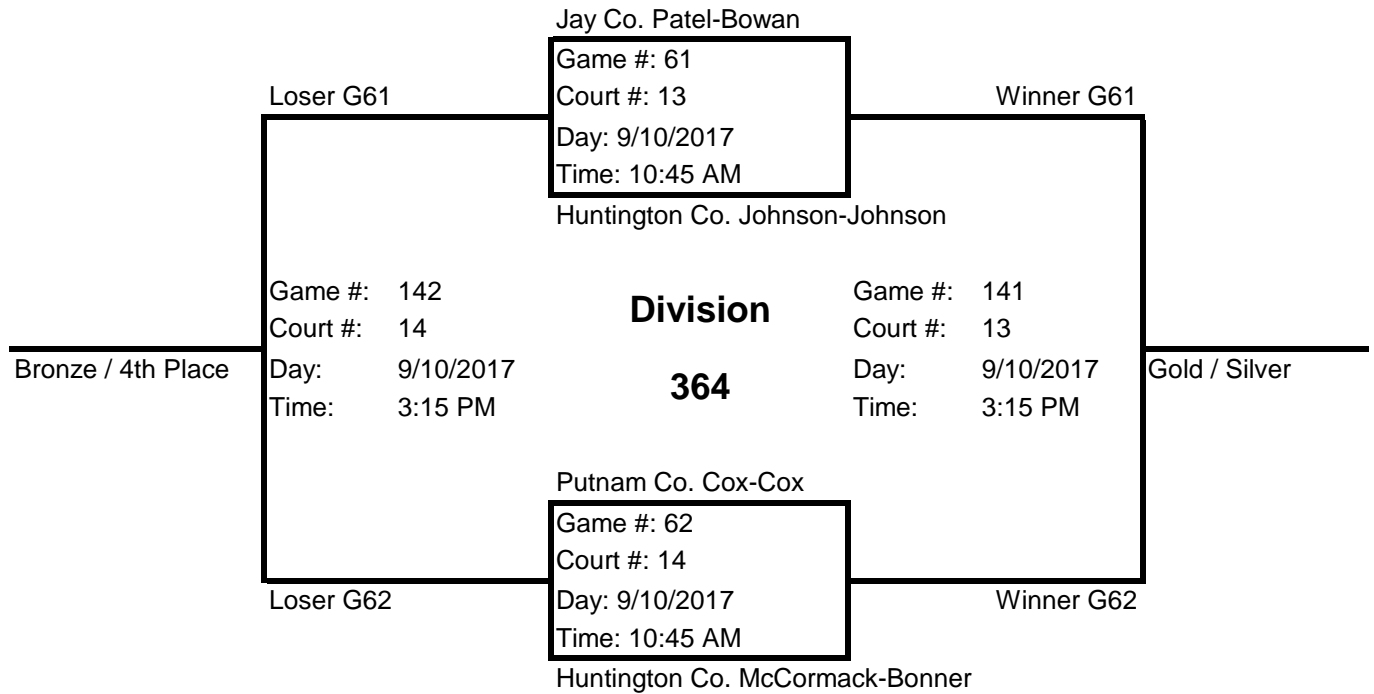 Jay Co. Patel-Bowan
Game #: 61
Loser G61 Court #: 13 Winner G61
Day: 9/10/2017
Time: 10:45 AM
Huntington Co. Johnson-Johnson
Game #: 142 Division Game #: 141
Court #: 14 Court #: 13
Bronze / 4th Place Day: 9/10/2017 364 Day: 9/10/2017 Gold / Silver
Time: 3:15 PM Time: 3:15 PM
Putnam Co. Cox-Cox
Game #: 62
Court #: 14
Loser G62 Day: 9/10/2017 Winner G62
Time: 10:45 AM
Huntington Co. McCormack-Bonner